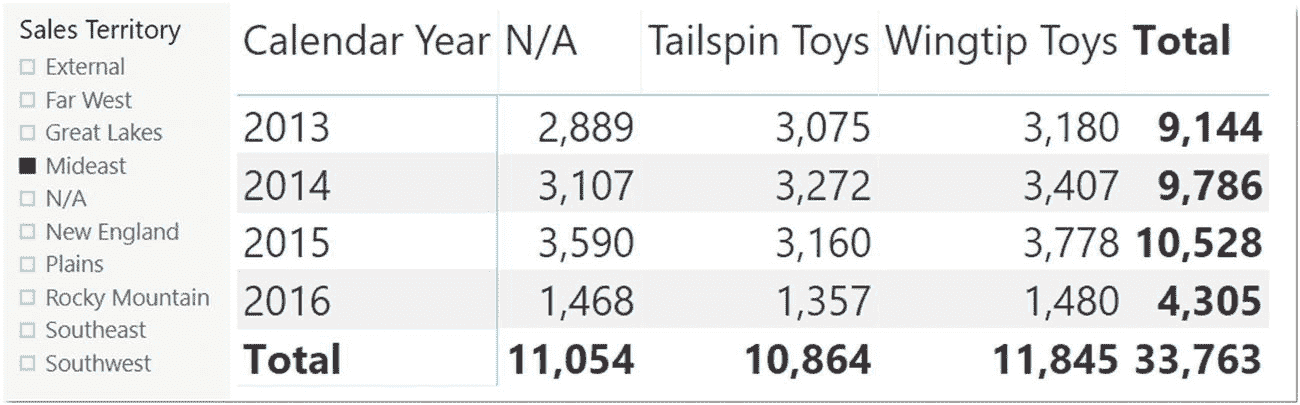 Sales Territory
External
Far West
Great Lakes
Mideast
N/A
New England
Plains
Rocky Mountain
Southeast
Southwest
Calendar Year N/A Tailspin Toys Wingtip Toys Total
2013 2,889 3,075 3,180 9,144
2014 3,107 3,272 3,407 9,786
2015 3,590 3,160 3,778 10,528
2016 1,468 1,357 1,480 4,305
Total 11,054 10,864 11,845 33,763